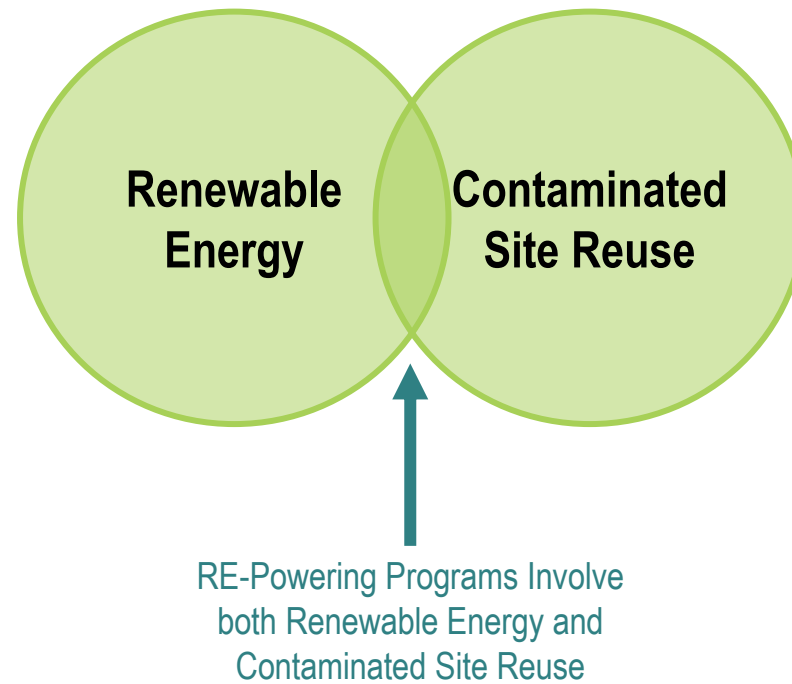 Renewable
Energy
Contaminated
Site Reuse
RE-Powering Programs Involve
both Renewable Energy and
Contaminated Site Reuse